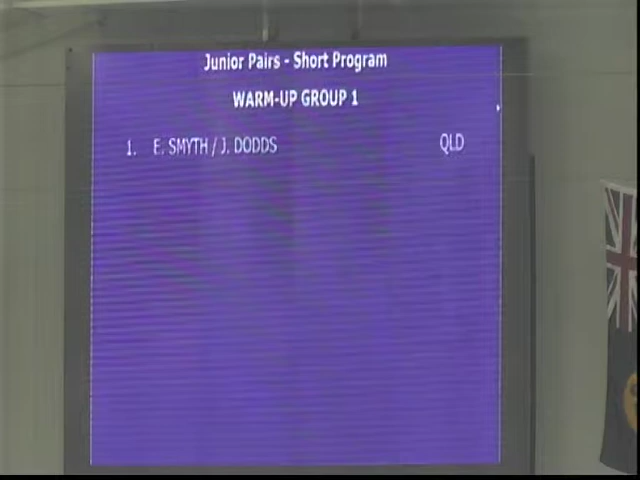 Junior Pairs - Short Program
WARM-UP GROUP 1
1. E. SMYTH / J. DODDS QLD